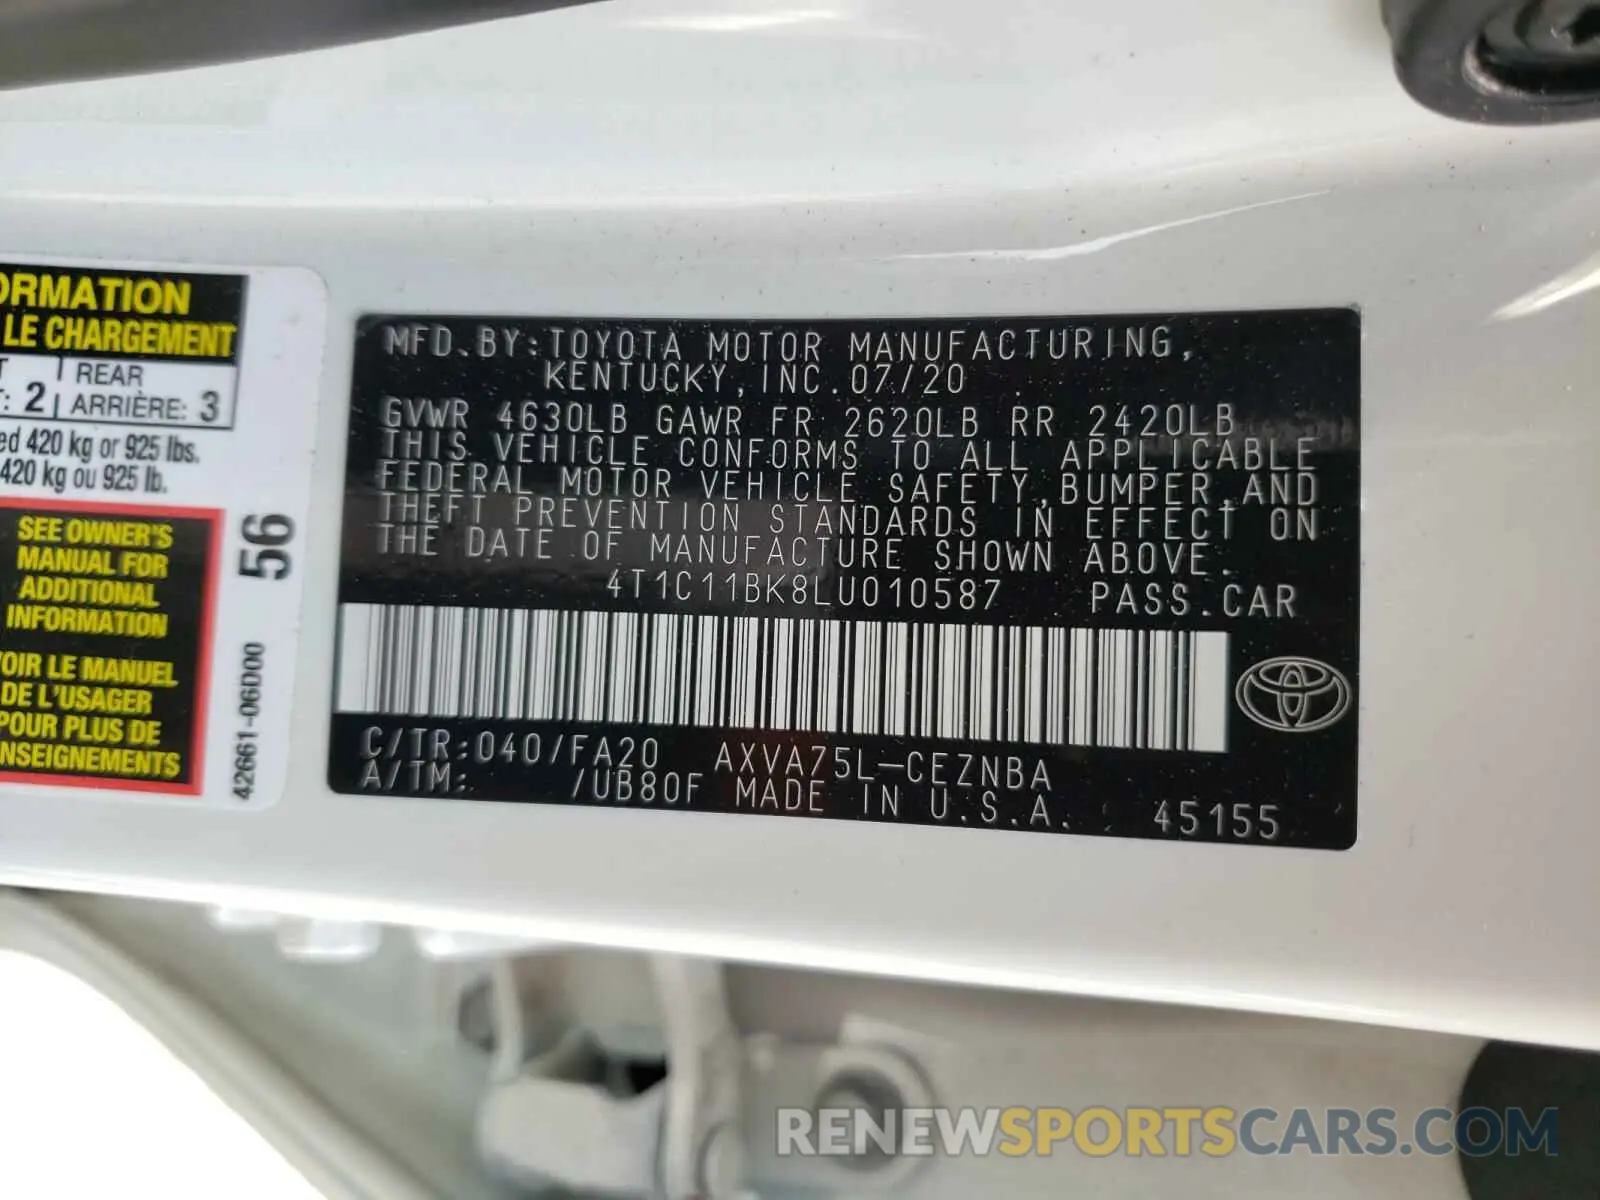 ORMATION
LE CHARGEMENT
T
REAR
: 2
ARRIÈRE: 3
ed 420 kg or 925 lbs.
420 kg ou 925 lb.
SEE OWNER'S
MANUAL FOR
ADDITIONAL
INFORMATION
OIR LE MANUEL
DE L'USAGER
POUR PLUS DE
NSEIGNEMENTS
56
42661-06D00
MFD.BY:TOYOTA MOTOR MANUFACTURING,
KENTUCKY, INC. 07/20
GVWR 4630LB GAWR FR 2620LB RR 2420LB
THIS VEHICLE CONFORMS TO ALL APPLICABLE
FEDERAL MOTOR VEHICLE SAFETY,BUMPER,AND
THEFT PREVENTION STANDARDS IN EFFECT ON
THE DATE OF MANUFACTURE SHOWN ABOVE.
4T1C11BK8LU010587 PASS.CAR
C/TR:040/FA20 AXVA75L-CEZNBA
A/TM: /UB80F MADE IN U.S.A. 45155
RENEWSPORTSCARS.COM